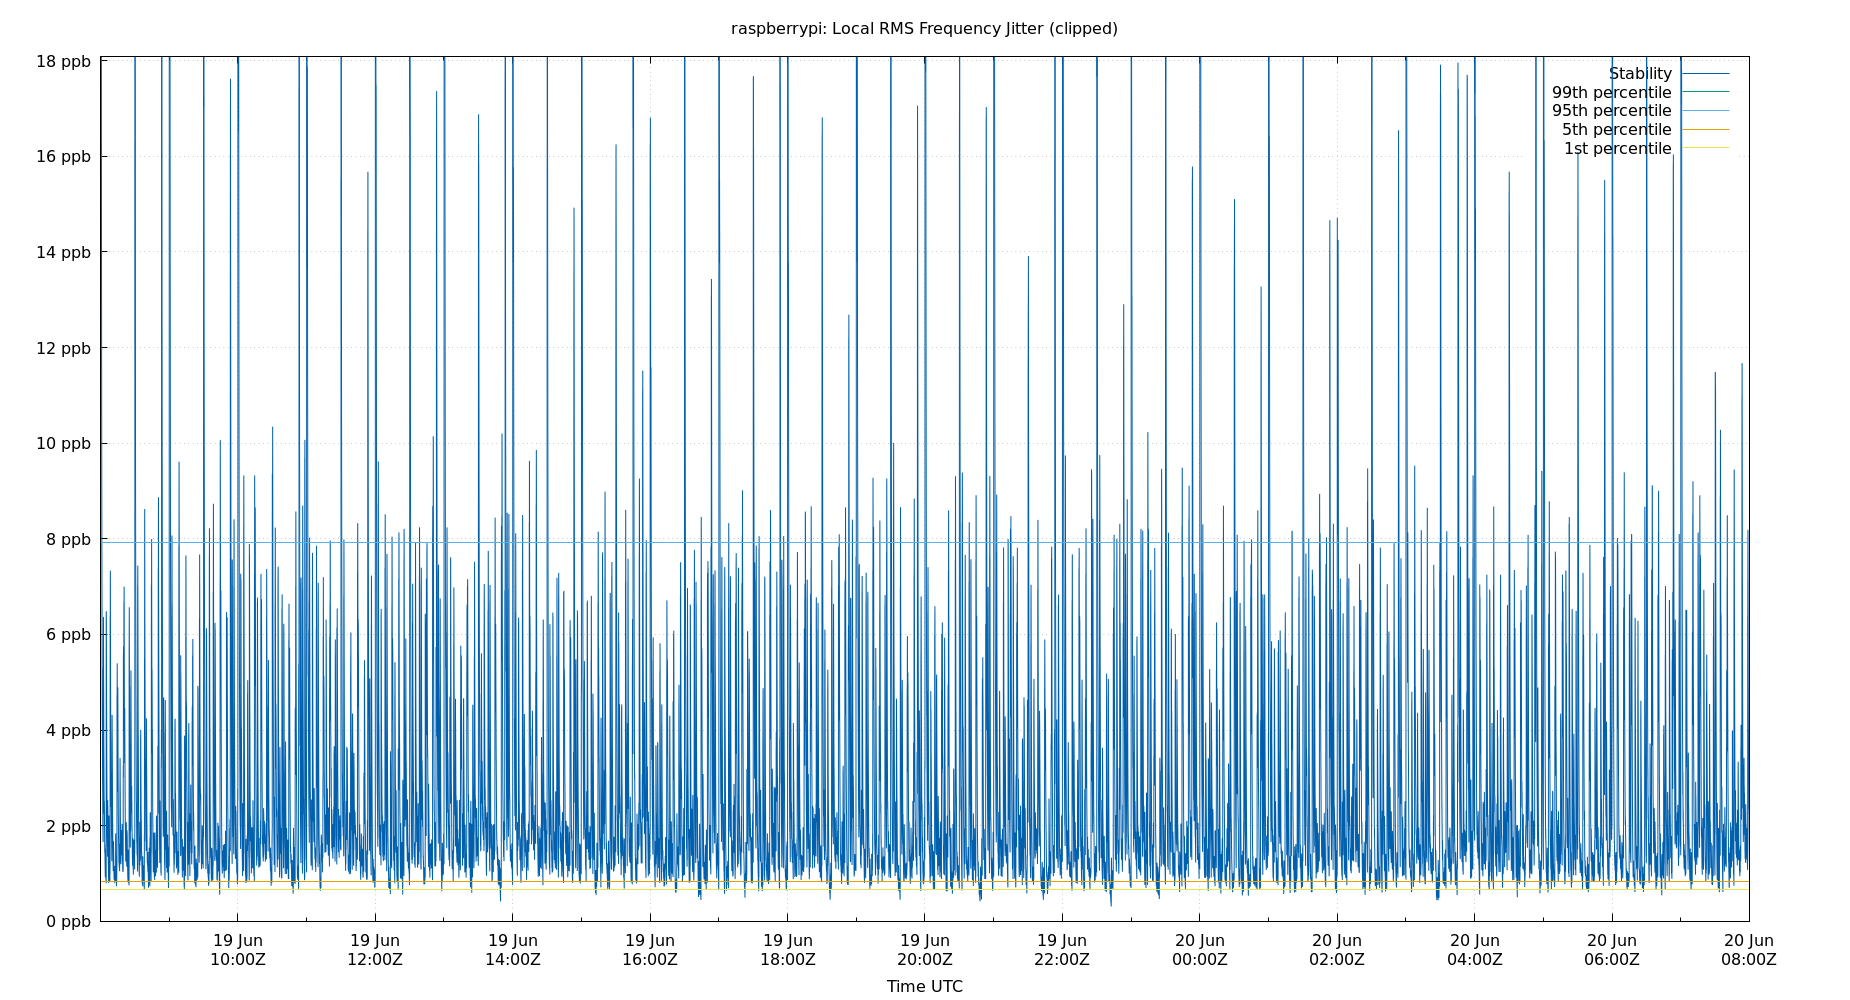 raspberrypi: Local RMS Frequency Jitter (clipped)
18 ppb
16 ppb
14 ppb
12 ppb
10 ppb
8 ppb
6 ppb
4 ppb
2 ppb
0 ppb
Stability
99th percentile
95th percentile
5th percentile
1st percentile
19 Jun 19 Jun 19 Jun 19 Jun 19 Jun 19 Jun 19 Jun 20 Jun 20 Jun 20 Jun 20 Jun 20 Jun
10:00Z 12:00Z 14:00Z 16:00Z 18:00Z 20:00Z 22:00Z 00:00Z 02:00Z 04:00Z 06:00Z 08:00Z
Time UTC